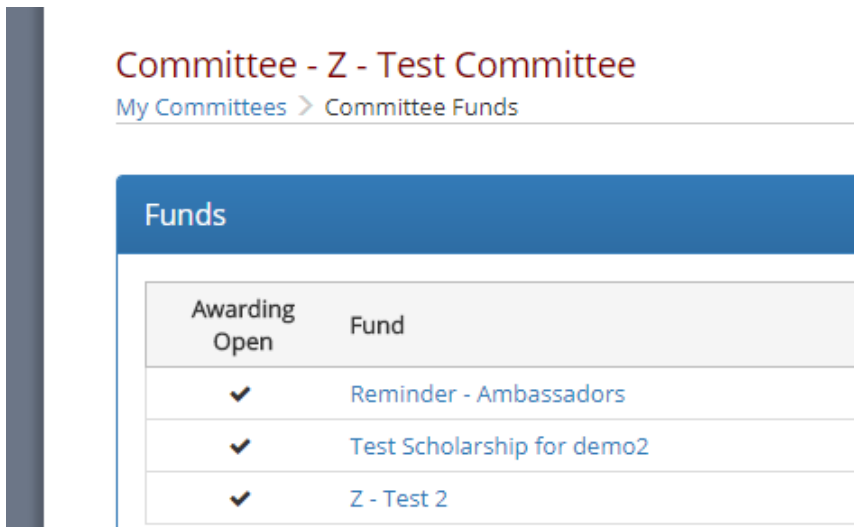 Committee - Z - Test Committee
My Committees > Committee Funds
Funds
Awarding
Open
Fund
Reminder - Ambassadors
Test Scholarship for demo2
Z - Test 2